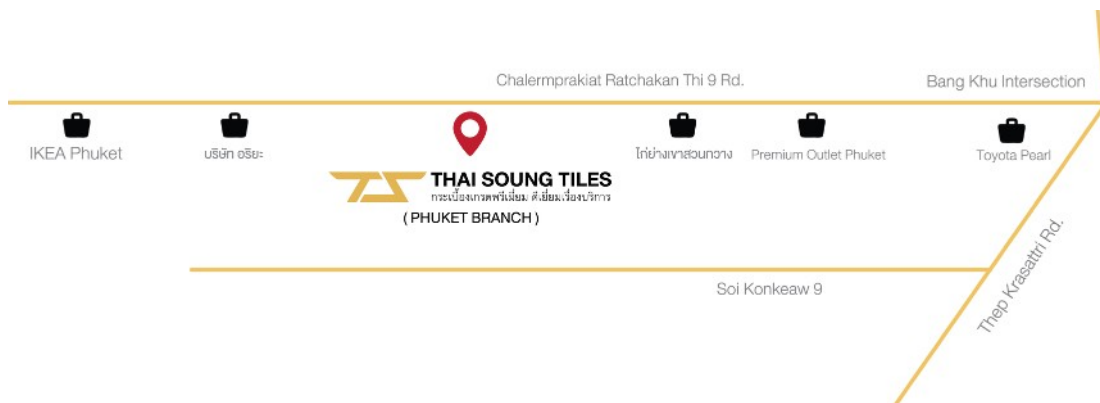 Chalermprakiat Ratchakan Thi 9 Rd.
Bang Khu Intersection
IKEA Phuket
บริษัท อริยะ
ไก่ย่างเขาสวนกวาง
Premium Outlet Phuket
Toyota Pearl
THAI SOUNG TILES
กระเบื้องเกรดพรีเมี่ยม ดีเยี่ยมเรื่องบริการ
( PHUKET BRANCH )
Soi Konkeaw 9
Thep Krasattri Rd.